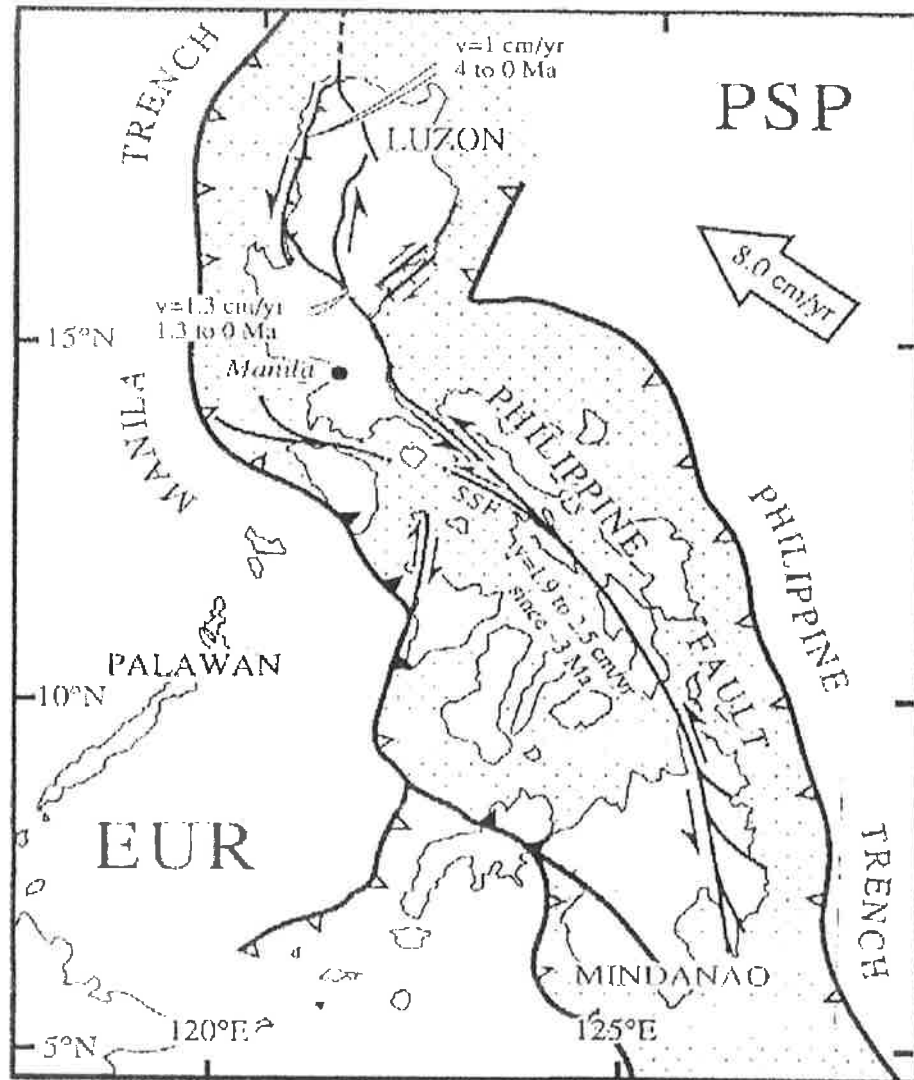 TRENCH
v=1 cm/yr
4 to 0 Ma
PSP
LUZON
8.0 cm/yr
v=1.3 cm/yr
1.3 to 0 Ma
15°N
Manila
MANILA
PHILIPPINE
FAULT
SSF
since ~3 Ma
PHILIPPINE
TRENCH
PALAWAN
10°N
EUR
MINDANAO
120°E
125°E
5°N